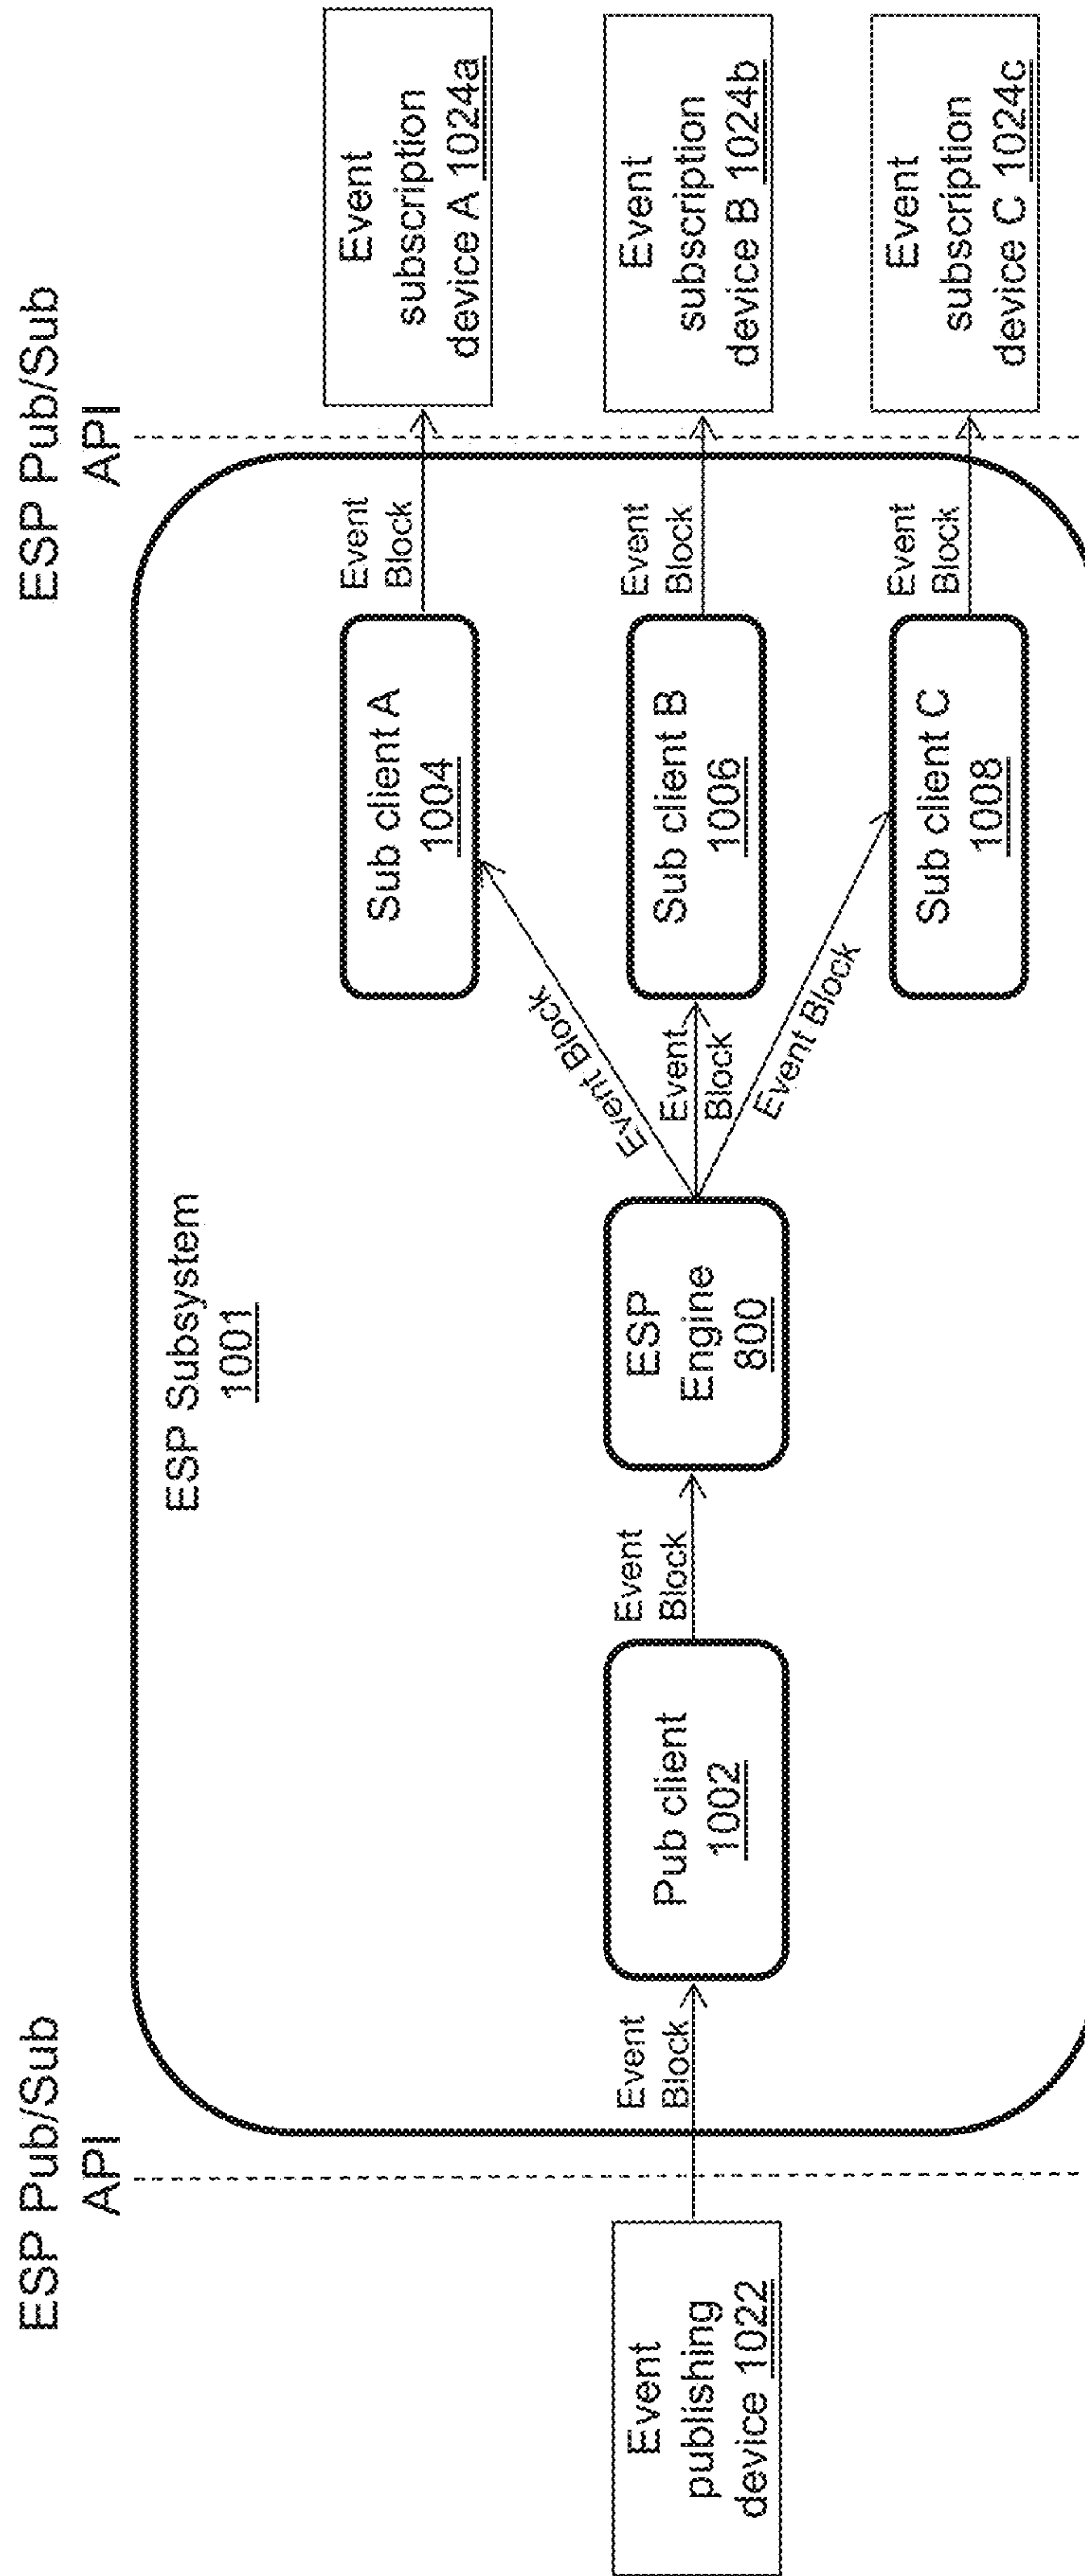 ESP Pub/Sub
API
ESP Pub/Sub
API
ESP Subsystem
1001
Event
publishing
device 1022
Event
Block
Pub client
1002
Event
Block
ESP
Engine
800
Event Block
Event
Block
Event Block
Sub client A
1004
Sub client B
1006
Sub client C
1008
Event
Block
Event
Block
Event
Block
Event
subscription
device A 1024a
Event
subscription
device B 1024b
Event
subscription
device C 1024c